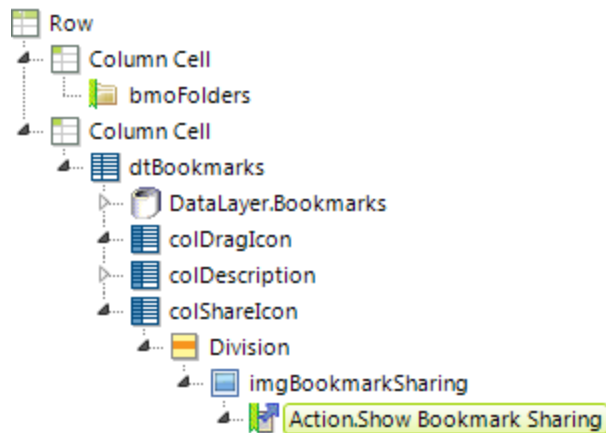 Row
Column Cell
bmoFolders
Column Cell
dtBookmarks
DataLayer.Bookmarks
colDragIcon
colDescription
colShareIcon
Division
imgBookmarkSharing
Action.Show Bookmark Sharing